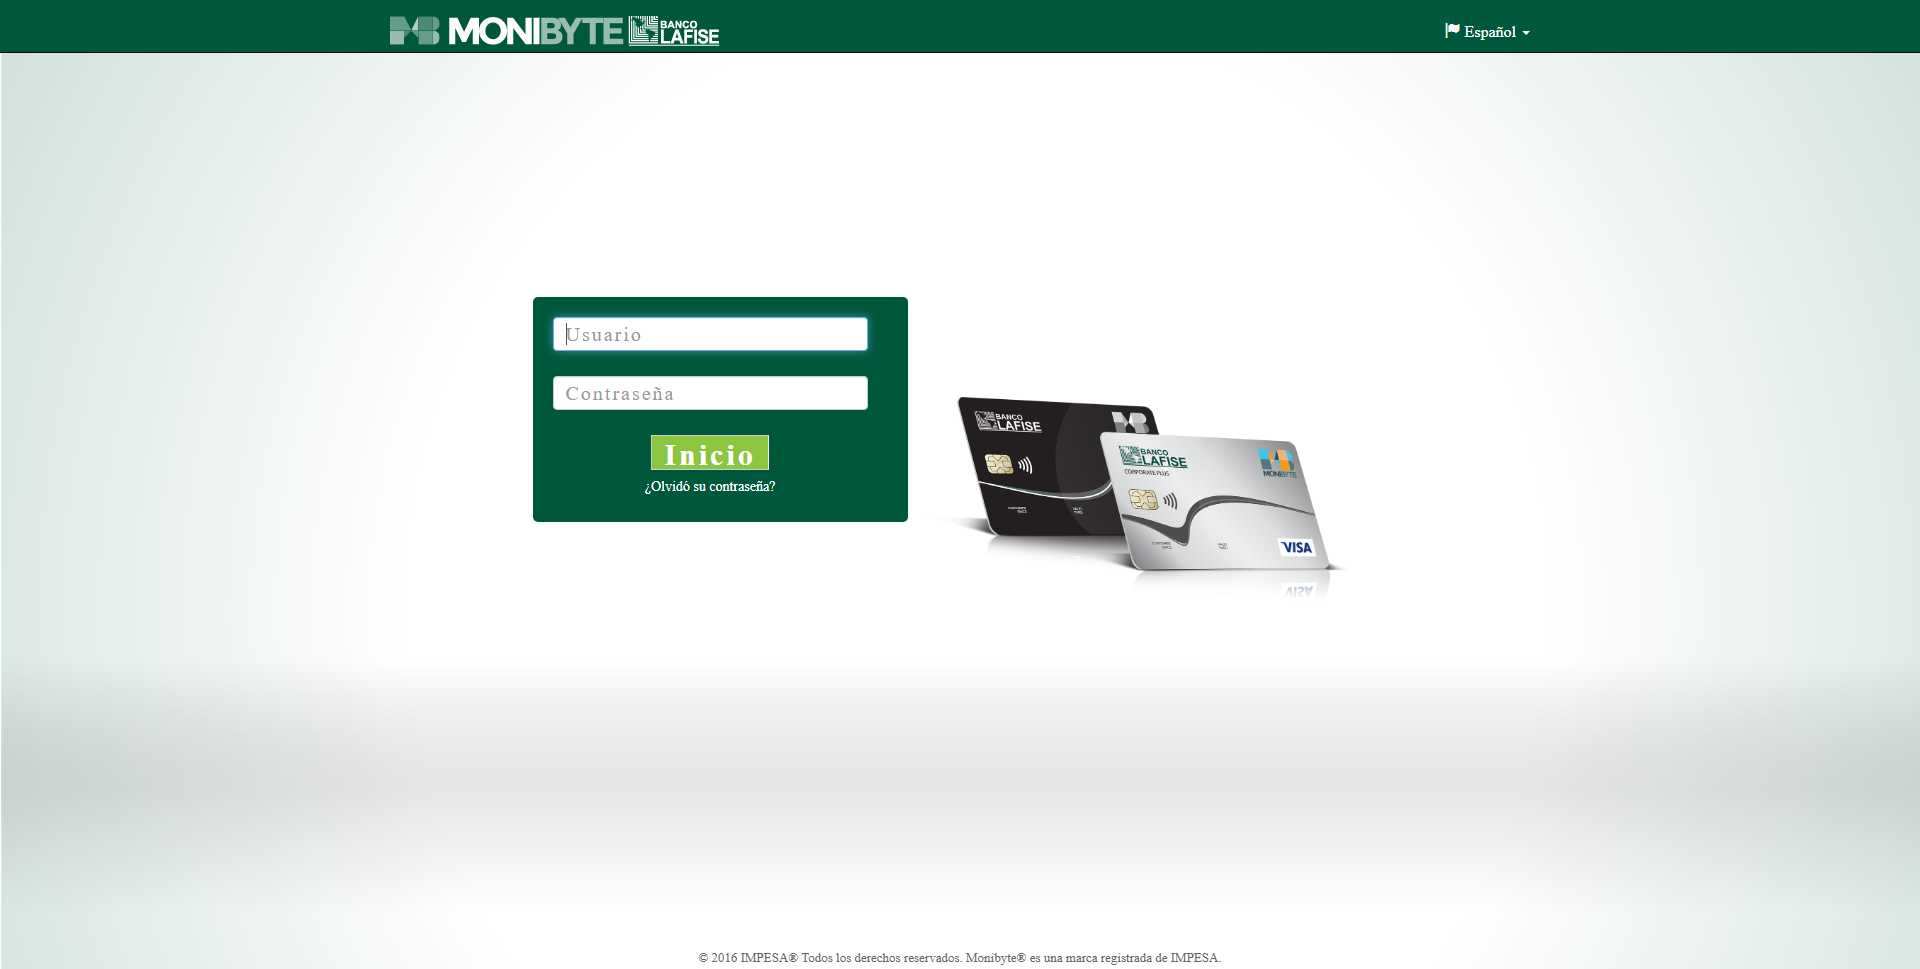 MONIBYTE BANCO LAFISE
Español
Usuario
Contraseña
Inicio
¿Olvidó su contraseña?
BANCO
LAFISE
BANCO
LAFISE
CORPORATE PLUS
MONIBYTE
VISA
© 2016 IMPESA® Todos los derechos reservados. Monibyte® es una marca registrada de IMPESA.